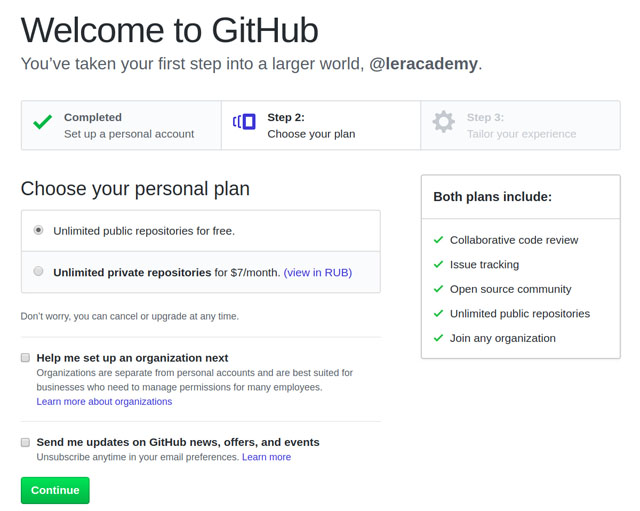 Welcome to GitHub
You’ve taken your first step into a larger world, @leracademy.
Completed
Set up a personal account
Step 2:
Choose your plan
Step 3:
Tailor your experience
Choose your personal plan
Unlimited public repositories for free.
Unlimited private repositories for $7/month. (view in RUB)
Don’t worry, you can cancel or upgrade at any time.
Help me set up an organization next
Organizations are separate from personal accounts and are best suited for
businesses who need to manage permissions for many employees.
Learn more about organizations
Send me updates on GitHub news, offers, and events
Unsubscribe anytime in your email preferences. Learn more
Continue
Both plans include:
Collaborative code review
Issue tracking
Open source community
Unlimited public repositories
Join any organization